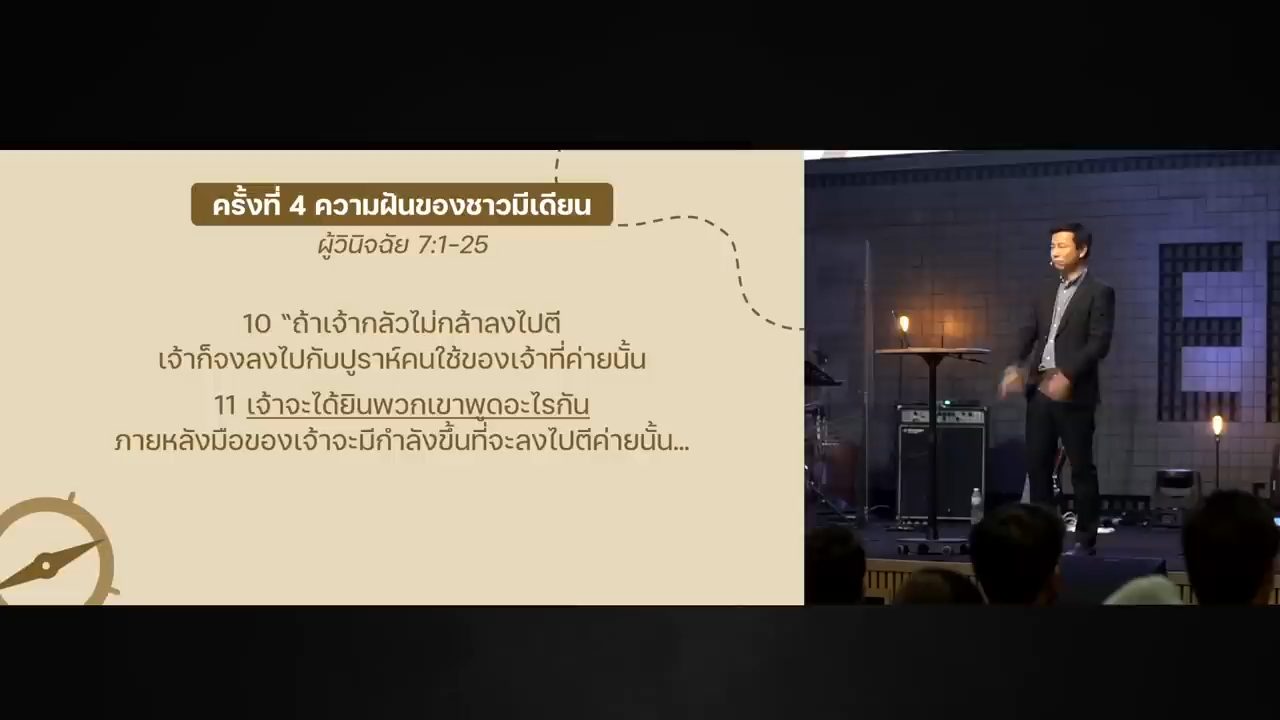 ครั้งที่ 4 ความฝันของชาวมีเดียน
ผู้วินิจฉัย 7:1-25
10 “ถ้าเจ้ากลัวไม่กล้าลงไปตี
เจ้าก็จงลงไปกับปูราห์คนใช้ของเจ้าที่ค่ายนั้น
11 เจ้าจะได้ยินพวกเขาพูดอะไรกัน
ภายหลังมือของเจ้าจะมีกำลังขึ้นที่จะลงไปตีค่ายนั้น...
E